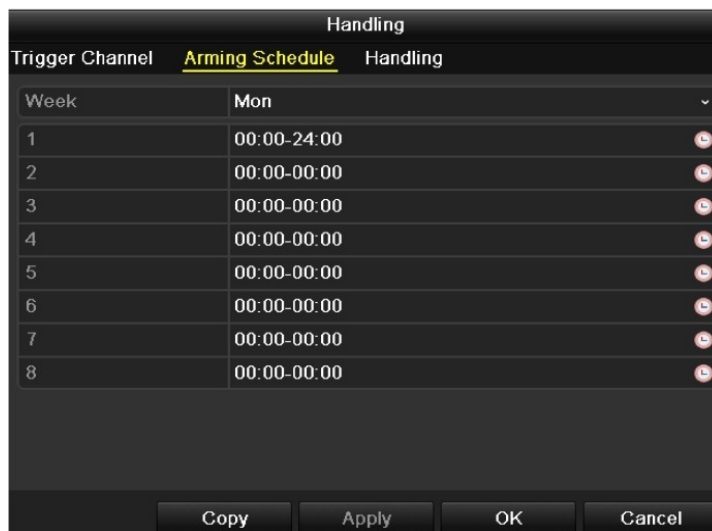 Handling
Trigger Channel Arming Schedule Handling
Week Mon
1 00:00-24:00
2 00:00-00:00
3 00:00-00:00
4 00:00-00:00
5 00:00-00:00
6 00:00-00:00
7 00:00-00:00
8 00:00-00:00
Copy Apply OK Cancel